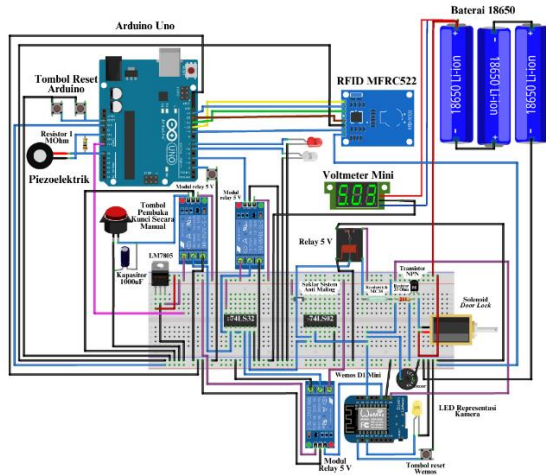 Arduino Uno
Baterai 18650
Tombol Reset
Arduino
RFID MFRC522
18650 Li-ion
18650 Li-ion
18650 Li-ion
Resistor 1
MOhm
Piezoelektrik
UNO
ARDUINO
Voltmeter Mini
5.03
Modul relay 5 V
Modul
relay 5 V
Tombol
Pembuka
Kunci Secara
Manual
Relay 5 V
Kapasitor
1000uF
LM7805
Saklar Sistem
Anti Maling
Transistor
NPN
Solenoid
Door Lock
74LS32
74LS02
Wemos D1 Mini
Buzzer
LED Representasi
Kamera
Modul
Relay 5 V
Tombol reset
Wemos